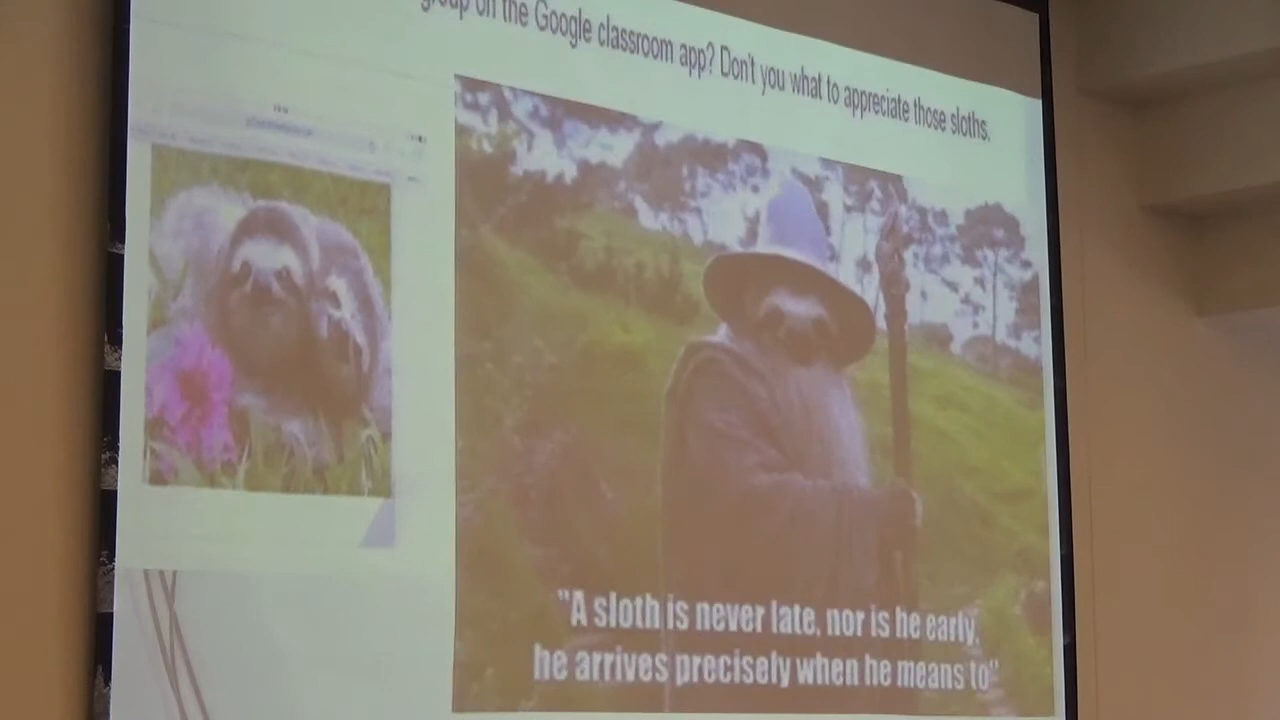 group on the Google classroom app? Don't you what to appreciate those sloths.
"A sloth is never late, nor is he early,
he arrives precisely when he means to"